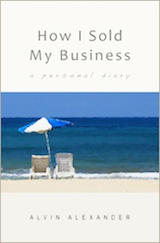 How I Sold
My Business
a personal diary
ALVIN ALEXANDER